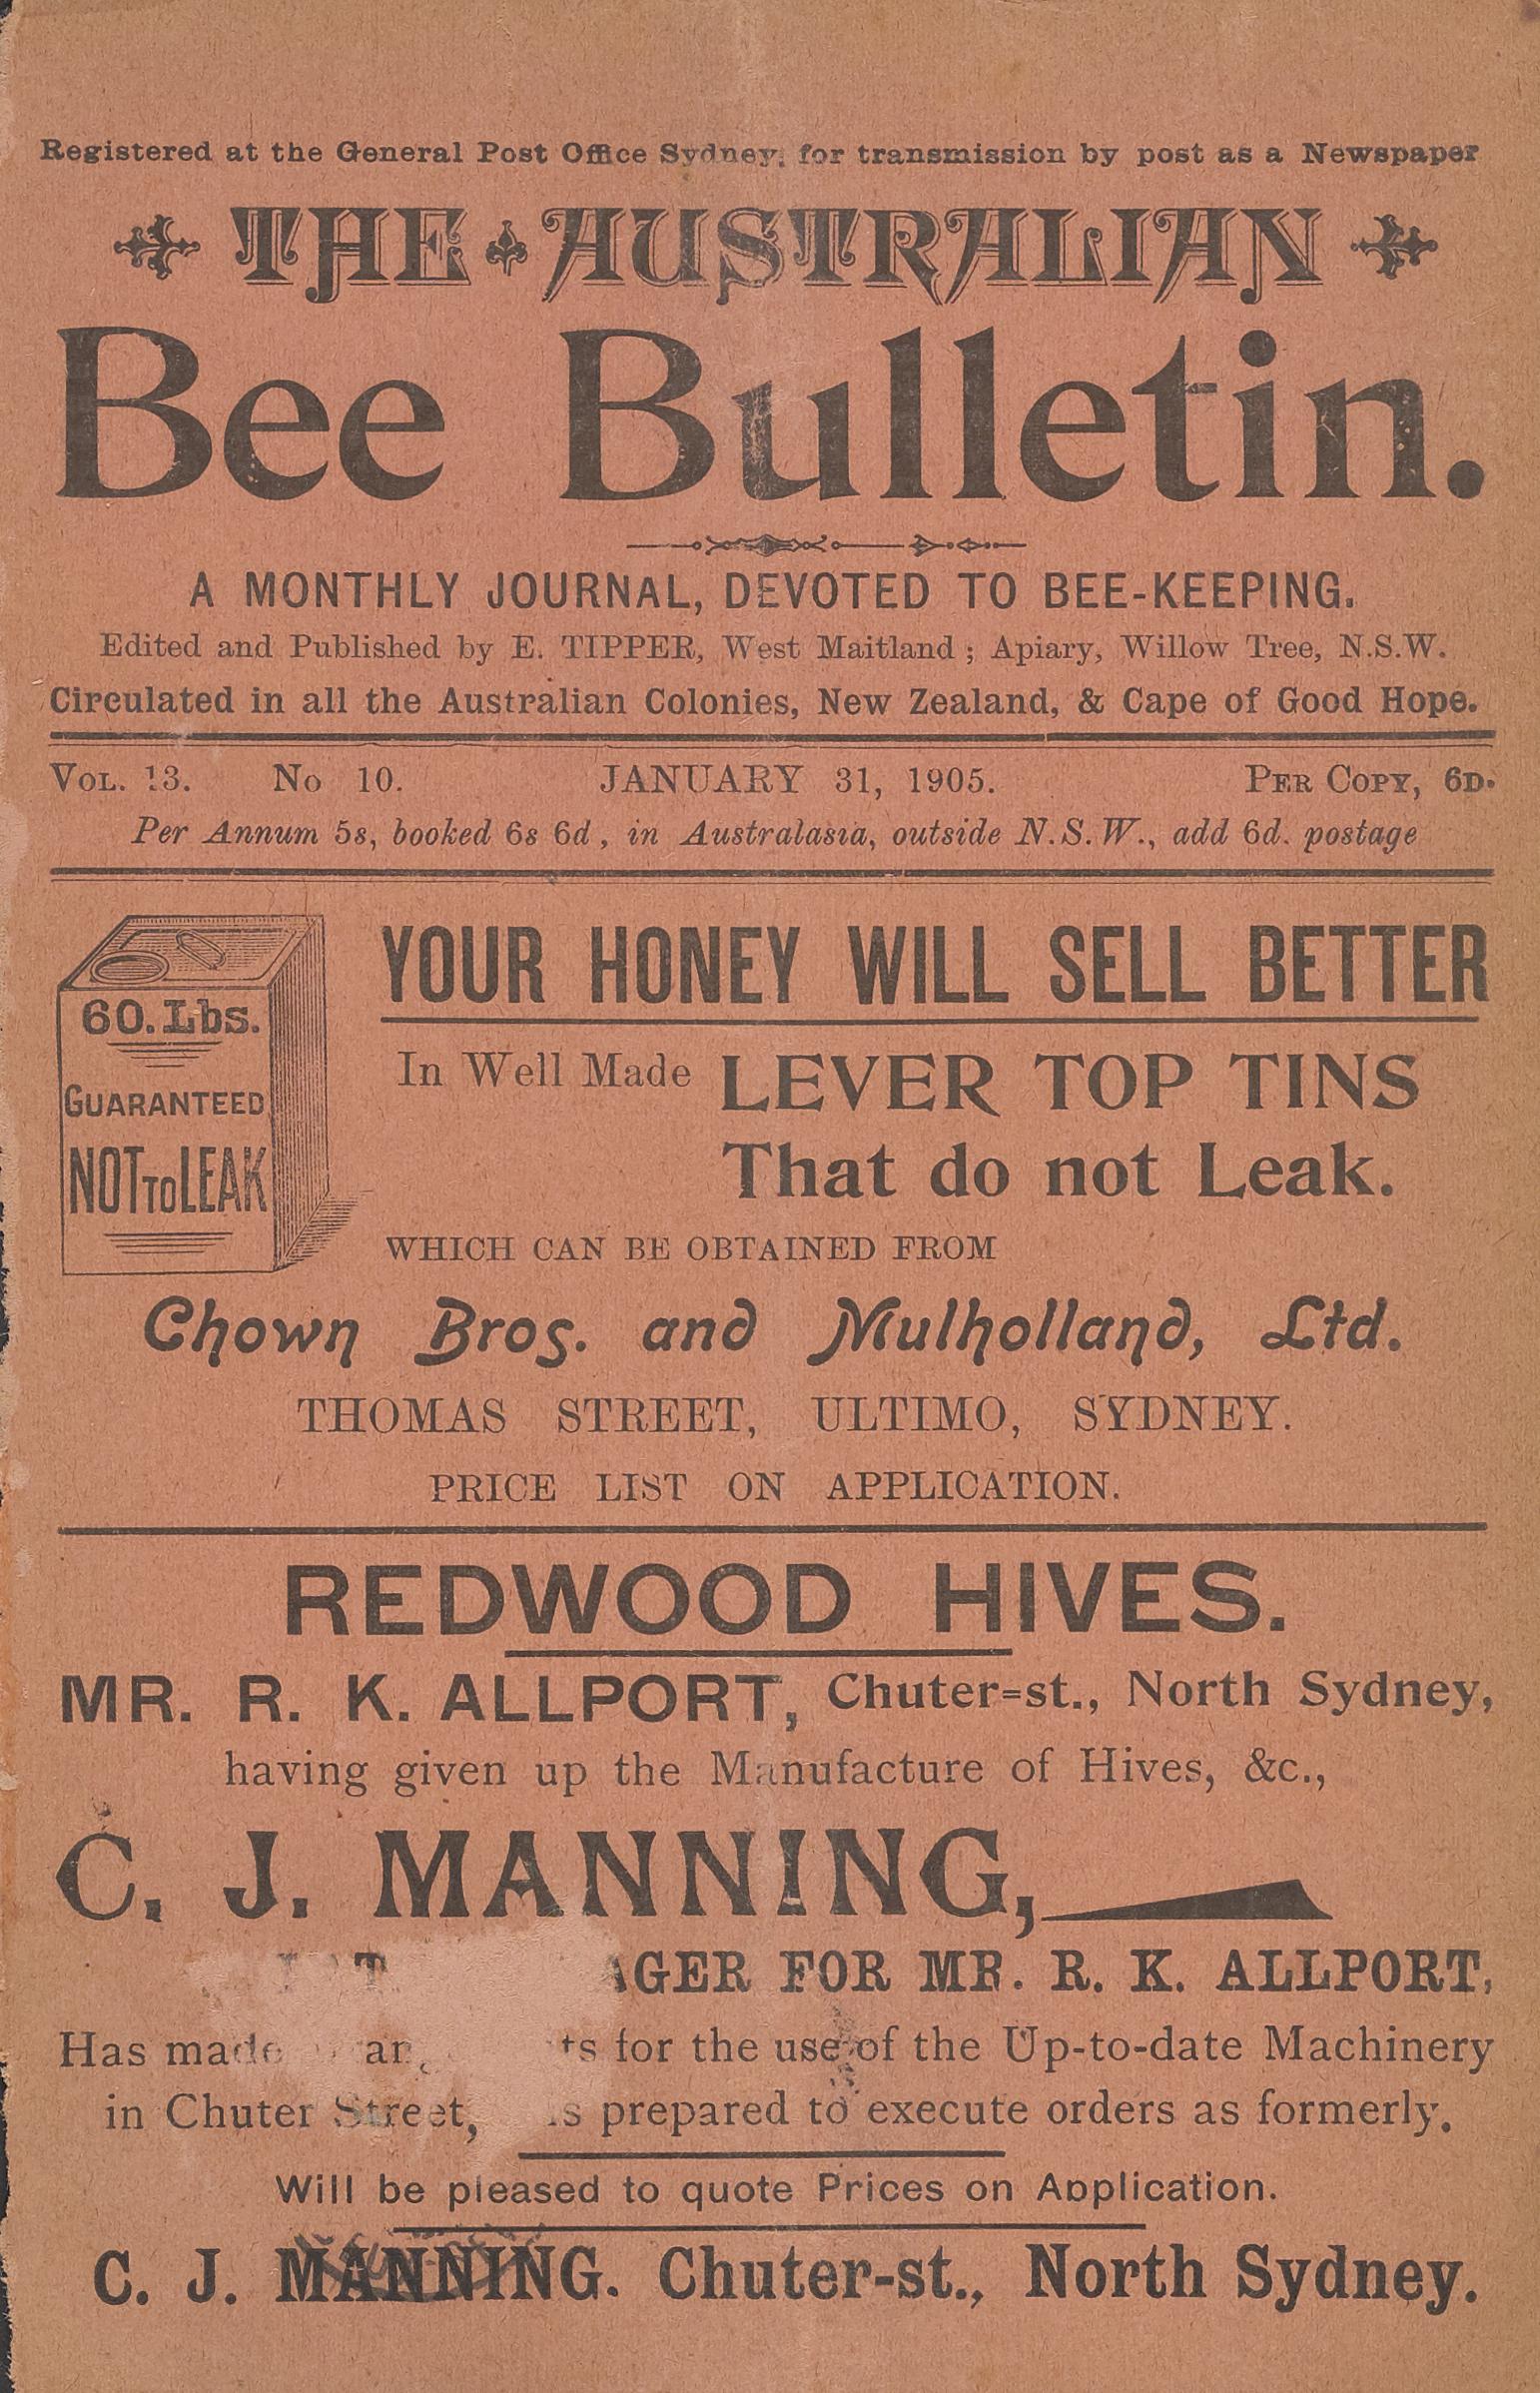 Registered at the General Post Office Sydney, for transmission by post as a Newspaper
THE AUSTRALIAN
Bee Bulletin.
A MONTHLY JOURNAL, DEVOTED TO BEE-KEEPING.
Edited and Published by E. TIPPER, West Maitland ; Apiary, Willow Tree, N.S.W.
Circulated in all the Australian Colonies, New Zealand, & Cape of Good Hope.
VOL. 13. No 10. JANUARY 31, 1905. PER COPY, 6D.
Per Annum 5s, booked 6s 6d , in Australasia, outside N.S.W., add 6d. postage
60. Lbs.
GUARANTEED
NOT TO LEAK
YOUR HONEY WILL SELL BETTER
In Well Made LEVER TOP TINS
That do not Leak.
WHICH CAN BE OBTAINED FROM
Chown Bros. and Mulholland, Ltd.
THOMAS STREET, ULTIMO, SYDNEY.
PRICE LIST ON APPLICATION.
REDWOOD HIVES.
MR. R. K. ALLPORT, Chuter=st., North Sydney,
having given up the Manufacture of Hives, &c.,
C. J. MANNING,
FOR MR. R. K. ALLPORT,
Has made for the use of the Up-to-date Machinery
in Chuter Street, prepared to execute orders as formerly.
Will be pleased to quote Prices on Application.
C. J. MANNING. Chuter-st., North Sydney.